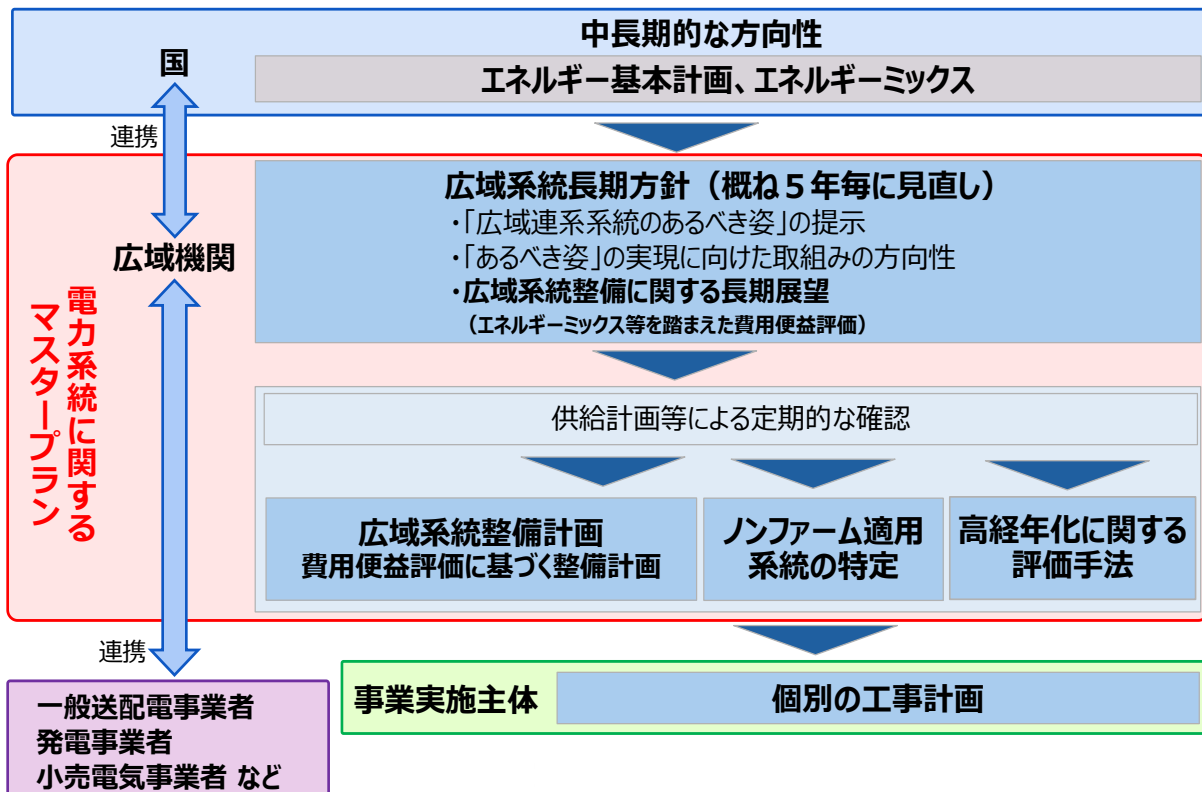 中長期的な方向性
国
エネルギー基本計画、エネルギーミックス
連携
広域機関
電力系統に関する
マスタープラン
広域系統長期方針（概ね５年毎に見直し）
・「広域連系系統のあるべき姿」の提示
・「あるべき姿」の実現に向けた取組みの方向性
・広域系統整備に関する長期展望
（エネルギーミックス等を踏まえた費用便益評価）
供給計画等による定期的な確認
広域系統整備計画
費用便益評価に基づく整備計画
ノンファーム適用
系統の特定
高経年化に関する
評価手法
連携
一般送配電事業者
発電事業者
小売電気事業者 など
事業実施主体
個別の工事計画